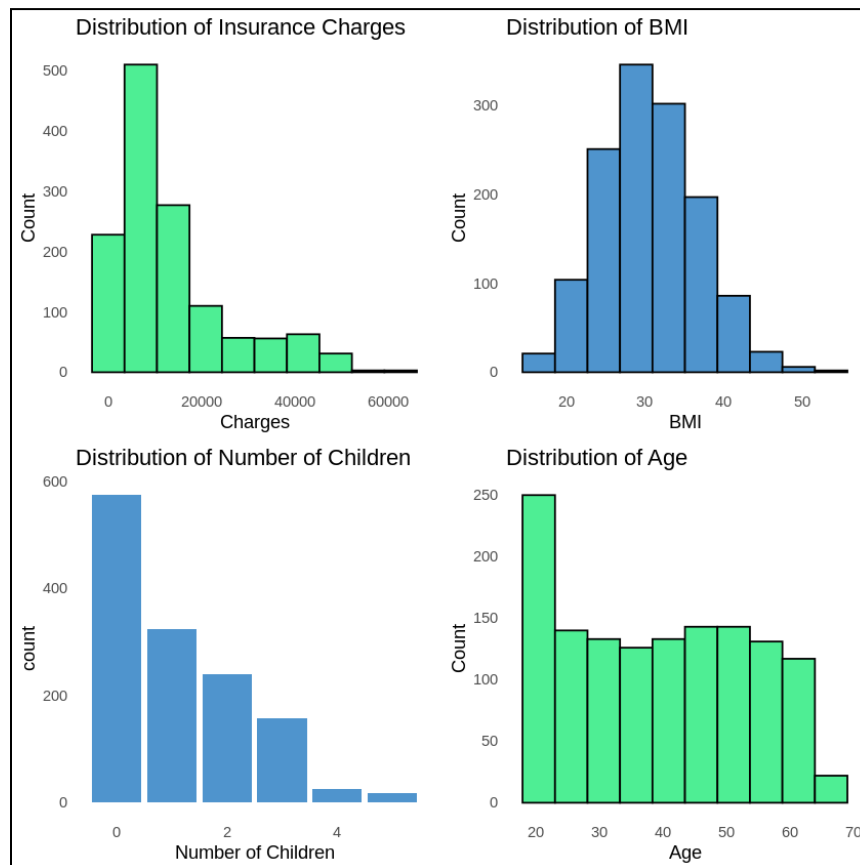 Distribution of Insurance Charges
500
400
300
200
100
0
Count
0 20000 40000 60000
Charges
Distribution of BMI
300
200
100
0
Count
20 30 40 50
BMI
Distribution of Number of Children
600
400
200
0
count
0 2 4
Number of Children
Distribution of Age
250
200
150
100
50
0
Count
20 30 40 50 60 70
Age